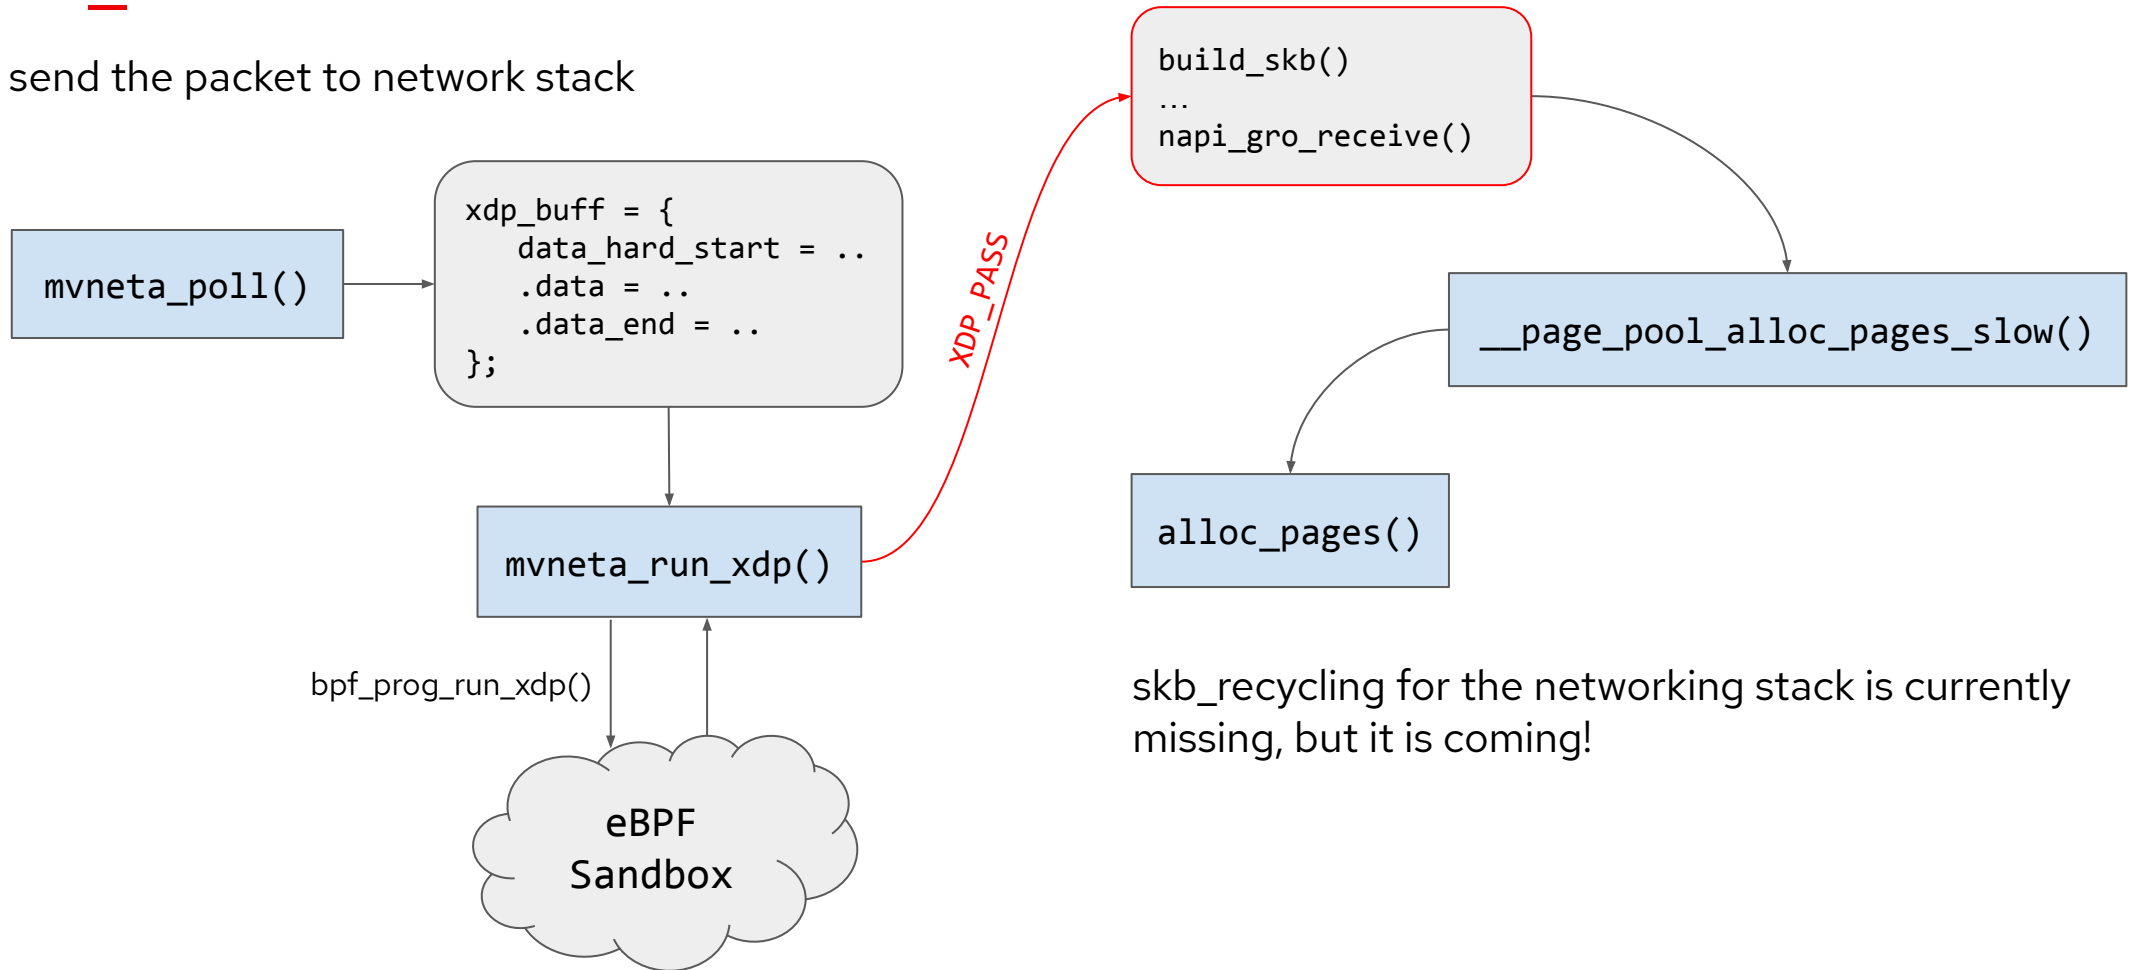 send the packet to network stack
build_skb()
...
napi_gro_receive()
xdp_buff = {
   data_hard_start = ..
   .data = ..
   .data_end = ..
};
mvneta_poll()
XDP_PASS
__page_pool_alloc_pages_slow()
alloc_pages()
mvneta_run_xdp()
bpf_prog_run_xdp()
skb_recycling for the networking stack is currently
missing, but it is coming!
eBPF
Sandbox